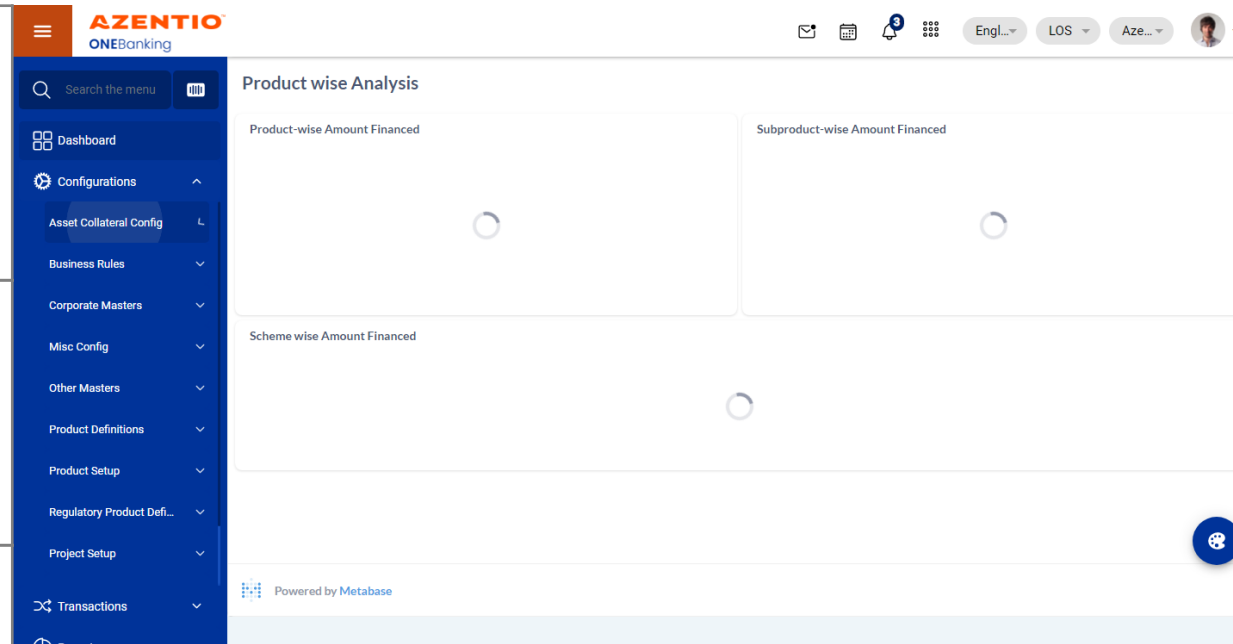 AZENTIO
ONEBanking
3
Engl...
LOS
Aze...
Search the menu
Product wise Analysis
Dashboard
Product-wise Amount Financed
Subproduct-wise Amount Financed
Configurations
Asset Collateral Config
Business Rules
Corporate Masters
Scheme wise Amount Financed
Misc Config
Other Masters
Product Definitions
Product Setup
Regulatory Product Defi...
Project Setup
Powered by Metabase
Transactions